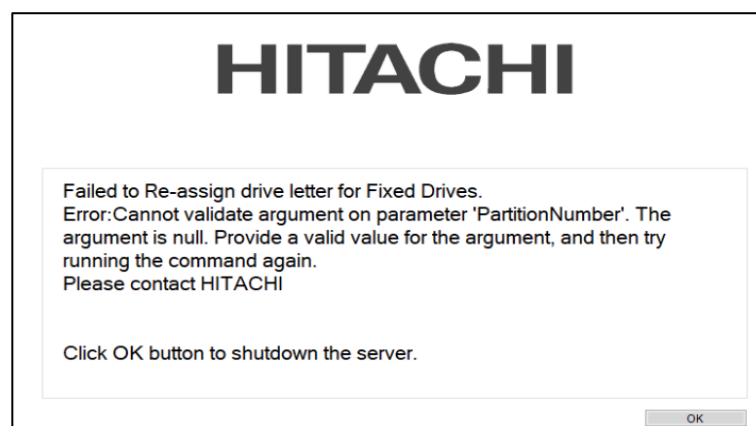 HITACHI
Failed to Re-assign drive letter for Fixed Drives.
Error:Cannot validate argument on parameter 'PartitionNumber'. The
argument is null. Provide a valid value for the argument, and then try
running the command again.
Please contact HITACHI
Click OK button to shutdown the server.
OK